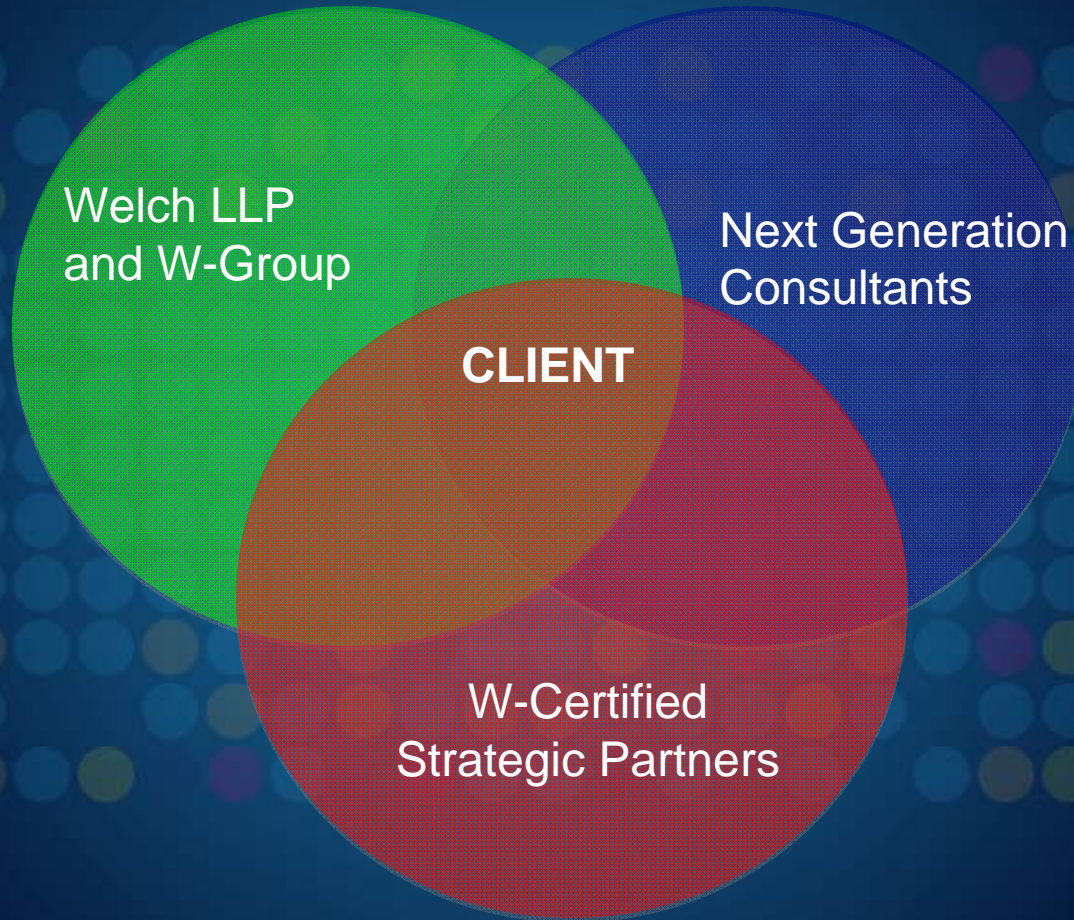 Welch LLP
and W-Group
Next Generation
Consultants
CLIENT
W-Certified
Strategic Partners